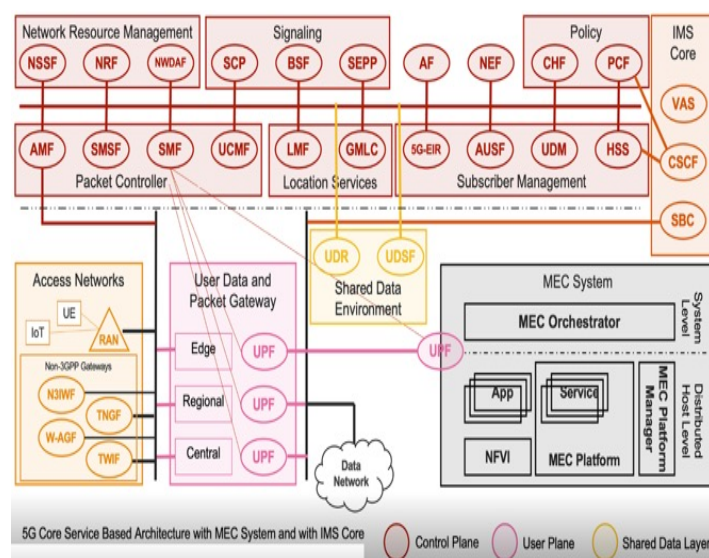 Network Resource Management
Signaling
Policy
IMS
Core
NSSF
NRF
NWDAF
SCP
BSF
SEPP
AF
NEF
CHF
PCF
VAS
AMF
SMSF
SMF
UCMF
LMF
GMLC
5G-EIR
AUSF
UDM
HSS
CSCF
Packet Controller
Location Services
Subscriber Management
SBC
Access Networks
User Data and
Packet Gateway
UDR
UDSF
Shared Data
Environment
MEC System
MEC Orchestrator
System
Level
UE
IoT
RAN
Edge
UPF
UPF
Non-3GPP Gateways
N3IWF
TNGF
W-AGF
TWIF
Regional
UPF
Central
UPF
Data
Network
App
Service
NFVI
MEC Platform
MEC Platform
Manager
Distributed
Host Level
5G Core Service Based Architecture with MEC System and with IMS Core
Control Plane
User Plane
Shared Data Layer